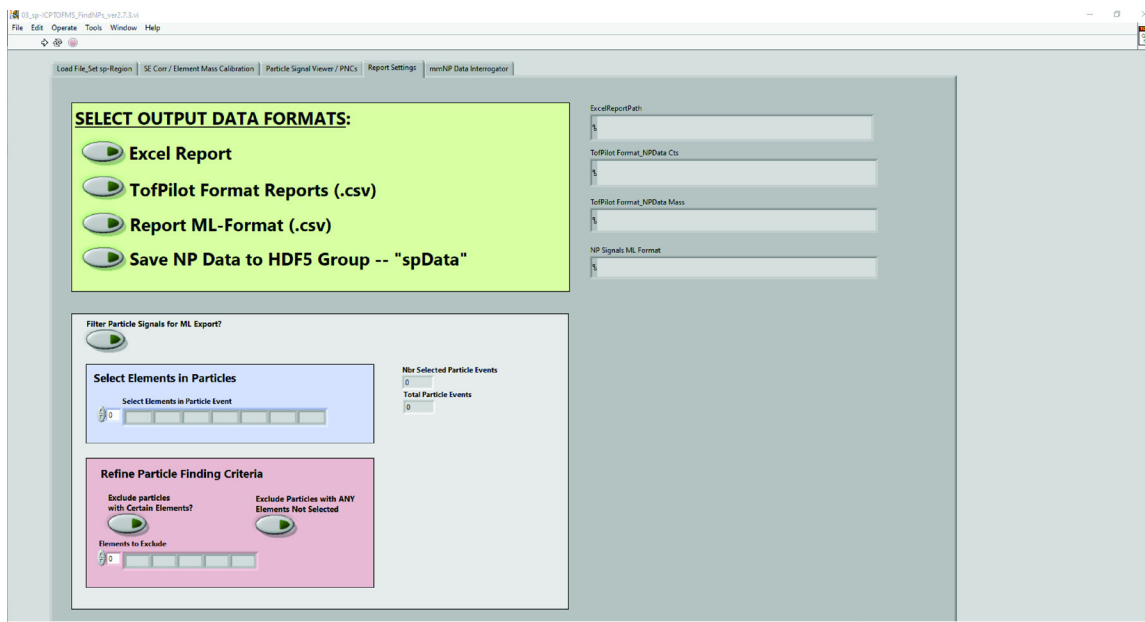 03_sp-ICPTOFMS_FindNPs_ver2.7.3.vi
File Edit Operate Tools Window Help
Load File_Set sp-Region SE Corr / Element Mass Calibration Particle Signal Viewer / PNCs Report Settings mmNP Data Interrogator
SELECT OUTPUT DATA FORMATS:
Excel Report
TofPilot Format Reports (.csv)
Report ML-Format (.csv)
Save NP Data to HDF5 Group -- "spData"
ExcelReportPath
TofPilot Format_NPData Cts
TofPilot Format_NPData Mass
NP Signals ML Format
Filter Particle Signals for ML Export?
Select Elements in Particles
Select Elements in Particle Event
0
Nbr Selected Particle Events
0
Total Particle Events
0
Refine Particle Finding Criteria
Exclude particles
with Certain Elements?
Exclude Particles with ANY
Elements Not Selected
Elements to Exclude
0